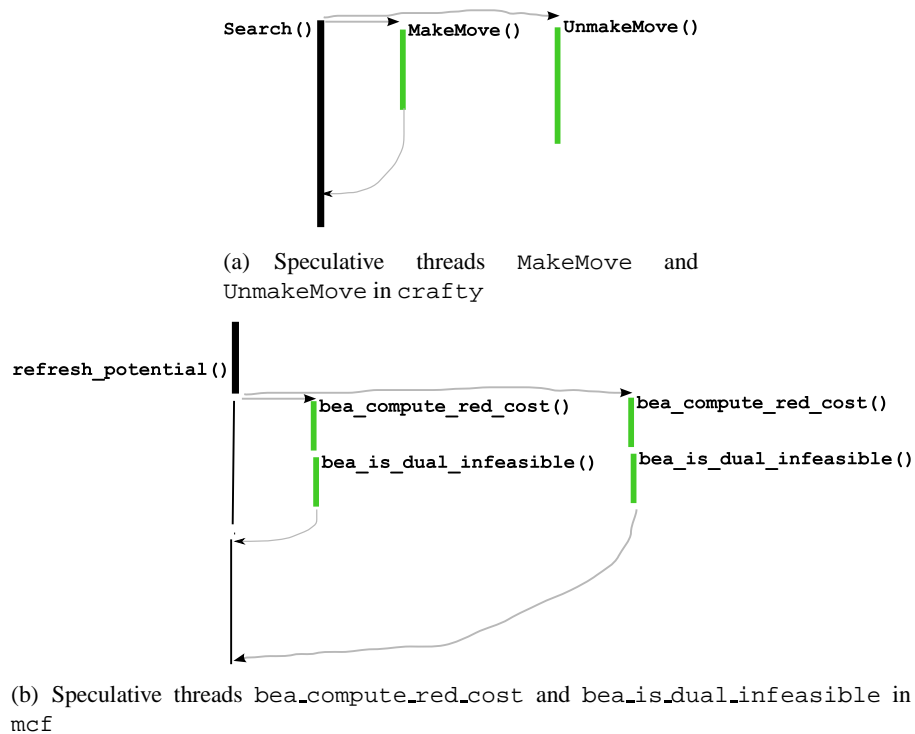 Search()
MakeMove()
UnmakeMove()
(a) Speculative threads MakeMove and
UnmakeMove in crafty
refresh_potential()
bea_compute_red_cost()
bea_compute_red_cost()
bea_is_dual_infeasible()
bea_is_dual_infeasible()
(b) Speculative threads bea_compute_red_cost and bea_is_dual_infeasible in
mcf